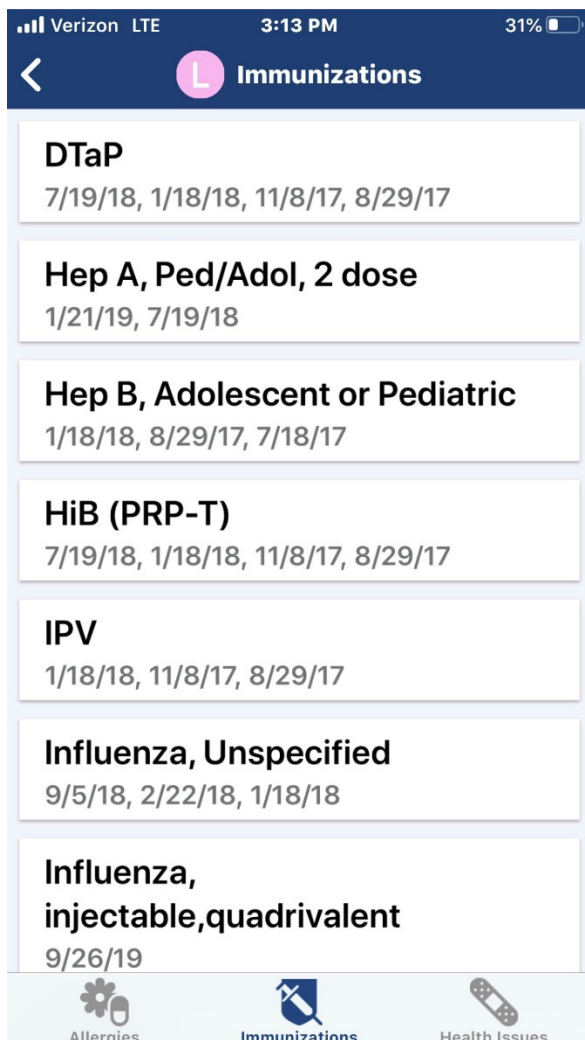 Verizon LTE 3:13 PM 31%
L Immunizations
DTaP
7/19/18, 1/18/18, 11/8/17, 8/29/17
Hep A, Ped/Adol, 2 dose
1/21/19, 7/19/18
Hep B, Adolescent or Pediatric
1/18/18, 8/29/17, 7/18/17
HiB (PRP-T)
7/19/18, 1/18/18, 11/8/17, 8/29/17
IPV
1/18/18, 11/8/17, 8/29/17
Influenza, Unspecified
9/5/18, 2/22/18, 1/18/18
Influenza,
injectable,quadrivalent
9/26/19
Allergies Immunizations Health Issues